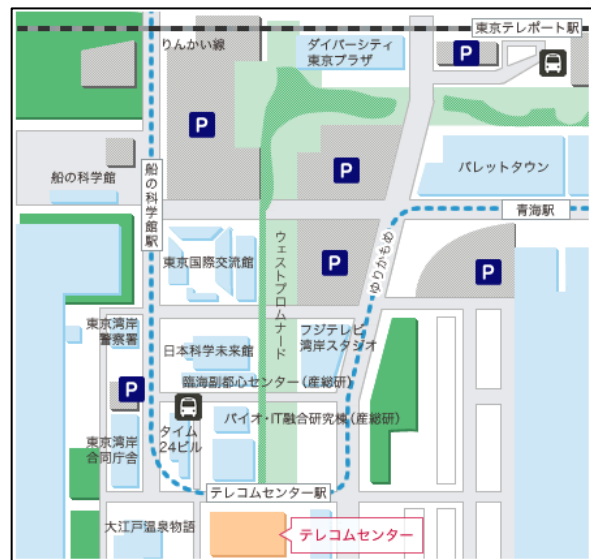 東京テレポート駅
りんかい線
ダイバーシティ
東京プラザ
P
P
P
船の科学館
船の科学館駅
パレットタウン
青海駅
ウェストプロムナード
ゆりかもめ
東京国際交流館
P
P
東京湾岸
警察署
日本科学未来館
フジテレビ
湾岸スタジオ
臨海副都心センター(産総研)
P
タイム
24ビル
バイオ・IT融合研究棟(産総研)
東京湾岸
合同庁舎
テレコムセンター駅
大江戸温泉物語
テレコムセンター